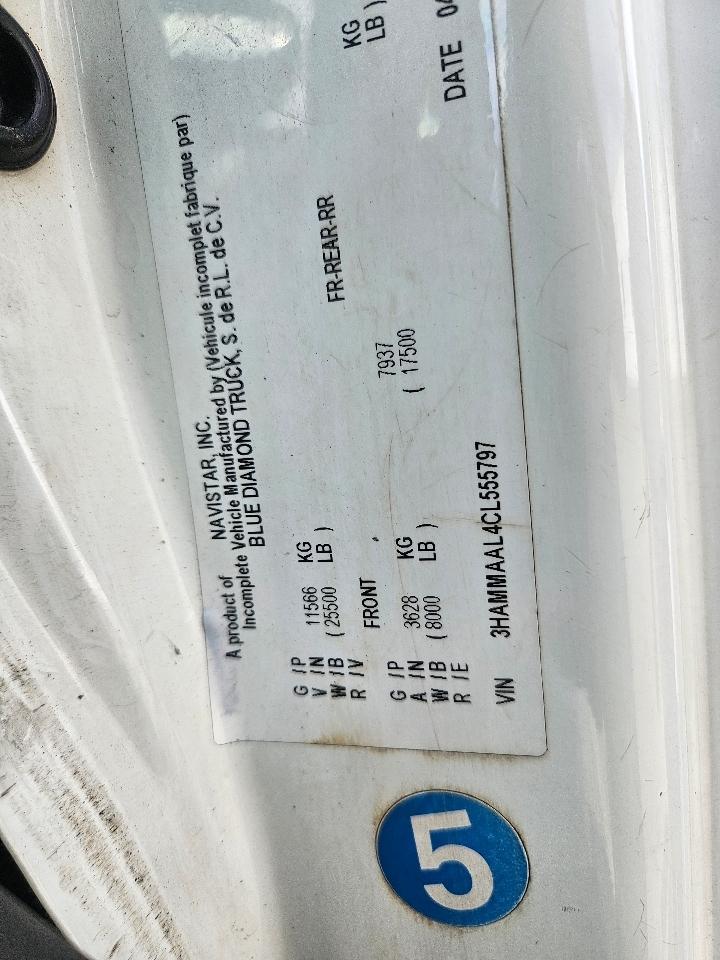 A product of NAVISTAR, INC.
Incomplete Vehicle Manufactured by (Vehicule incomplet fabrique par)
BLUE DIAMOND TRUCK, S. de R.L. de C.V.
G /P
V /N 11566 KG
W /B ( 25500 LB )
R /V
FRONT FR-REAR-RR
G /P 7937 KG
A /N 3628 KG ( 17500 LB )
W /B ( 8000 LB )
R /E
DATE 04
VIN 3HAMMAAL4CL555797
5